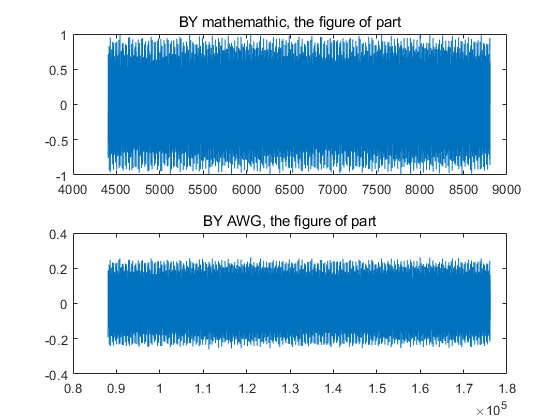 BY mathemathic, the figure of part
1
0.5
0
-0.5
-1
4000 4500 5000 5500 6000 6500 7000 7500 8000 8500 9000
BY AWG, the figure of part
0.4
0.2
0
-0.2
-0.4
0.8 0.9 1 1.1 1.2 1.3 1.4 1.5 1.6 1.7 1.8
×10^5